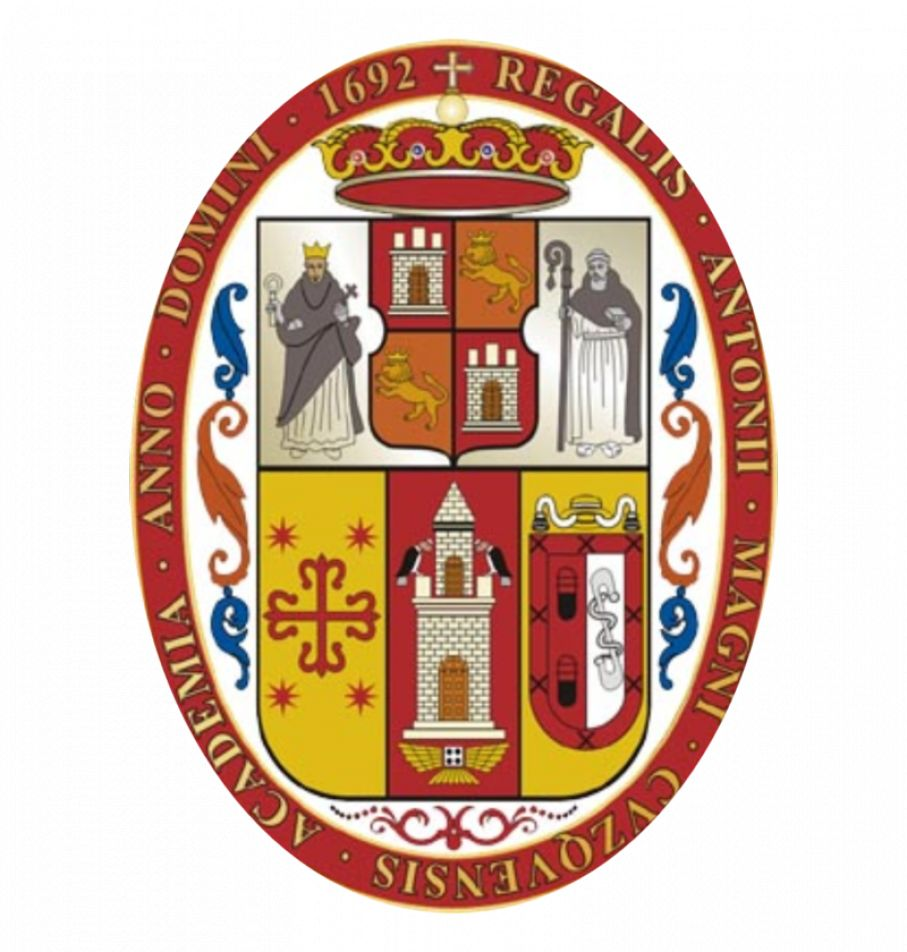 REGALIS · ANTONII · MAGNI · CVZQVENSIS · ACADEMIA · ANNO · DOMINI · 1692